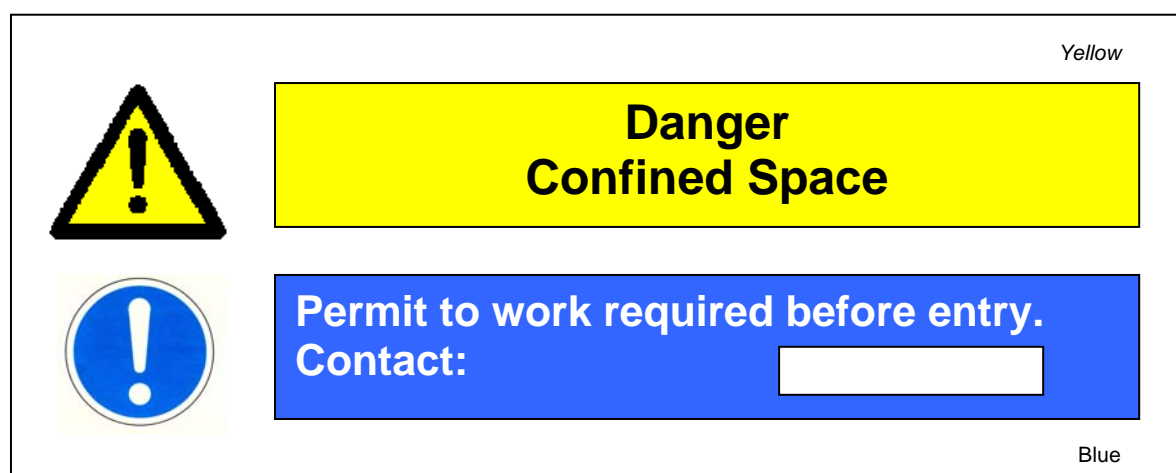 Yellow
Danger
Confined Space
Permit to work required before entry.
Contact:
Blue